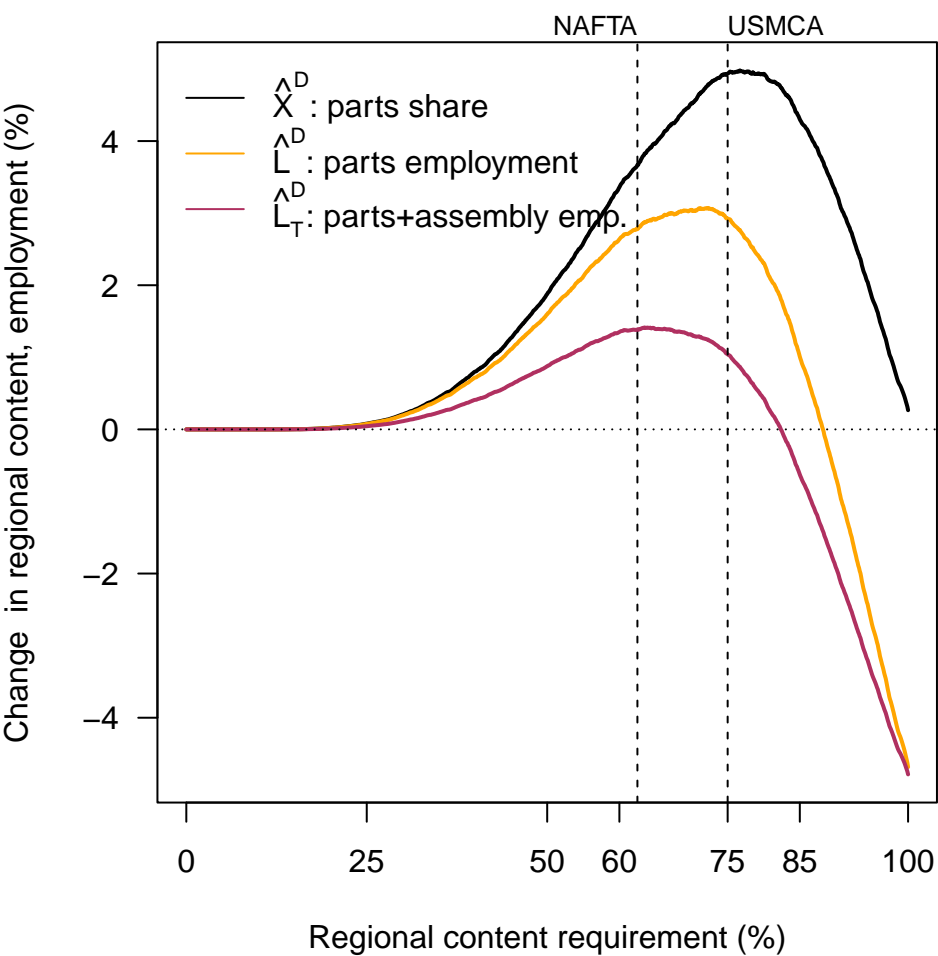 NAFTA USMCA
X̂ᴰ : parts share
L̂ᴰ : parts employment
L̂ᴰ_T: parts+assembly emp.
Change in regional content, employment (%)
4
2
0
−2
−4
0 25 50 60 75 85 100
Regional content requirement (%)